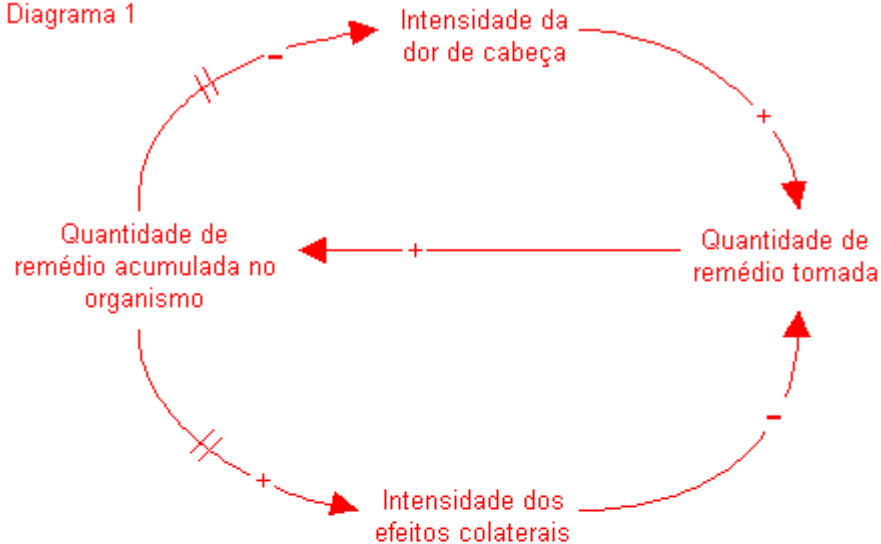 Diagrama 1
Intensidade da
dor de cabeça
-
+
Quantidade de
remédio acumulada no
organismo
+
Quantidade de
remédio tomada
+
-
Intensidade dos
efeitos colaterais